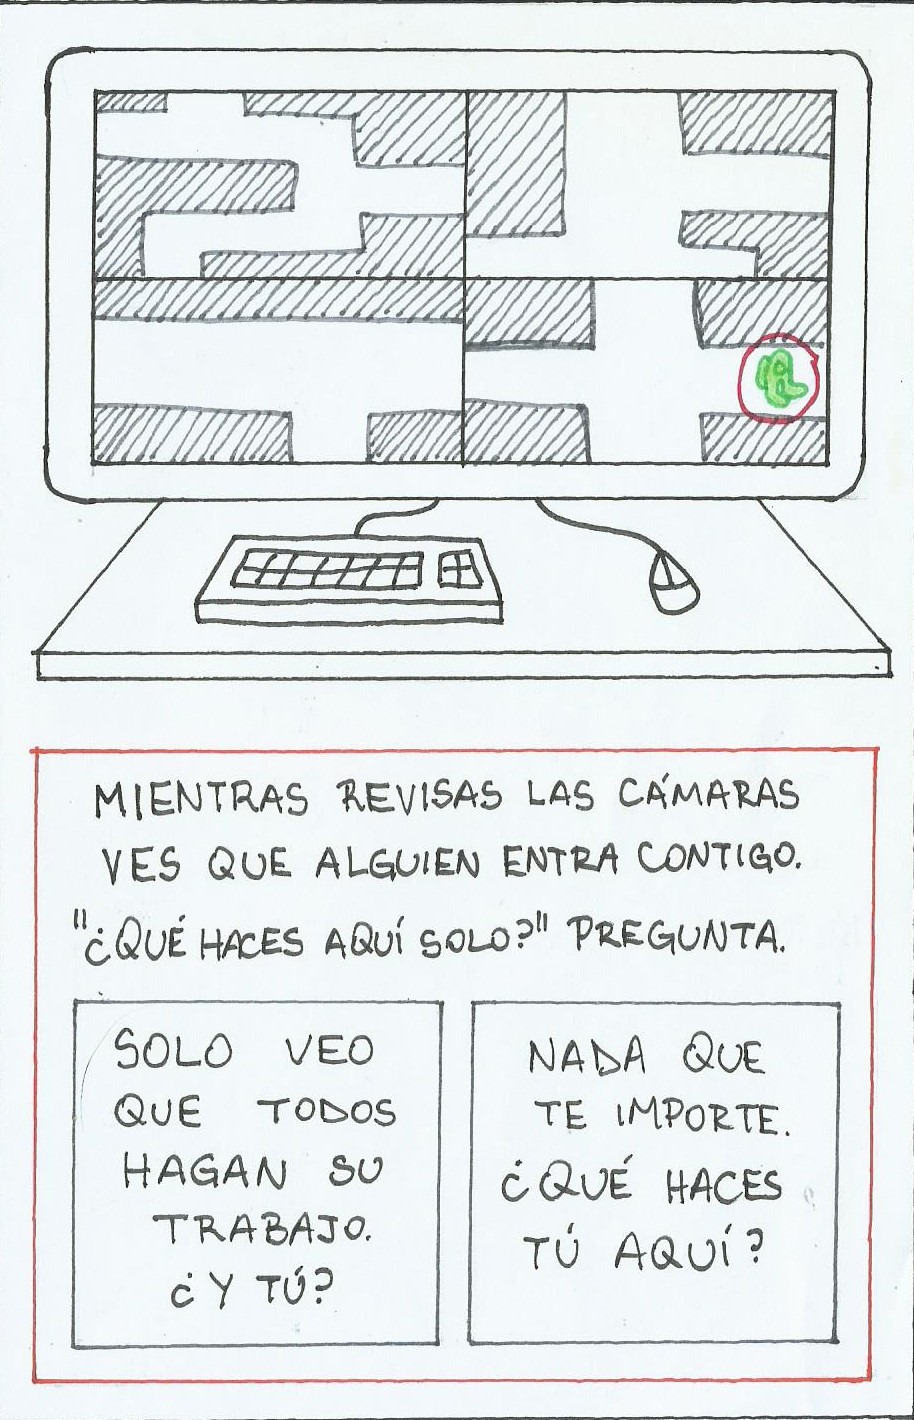 MIENTRAS REVISAS LAS CÁMARAS
VES QUE ALGUIEN ENTRA CONTIGO.
"¿QUÉ HACES AQUÍ SOLO?" PREGUNTA.
SOLO VEO
QUE TODOS
HAGAN SU
TRABAJO.
¿Y TÚ?
NADA QUE
TE IMPORTE.
¿QUÉ HACES
TÚ AQUÍ?